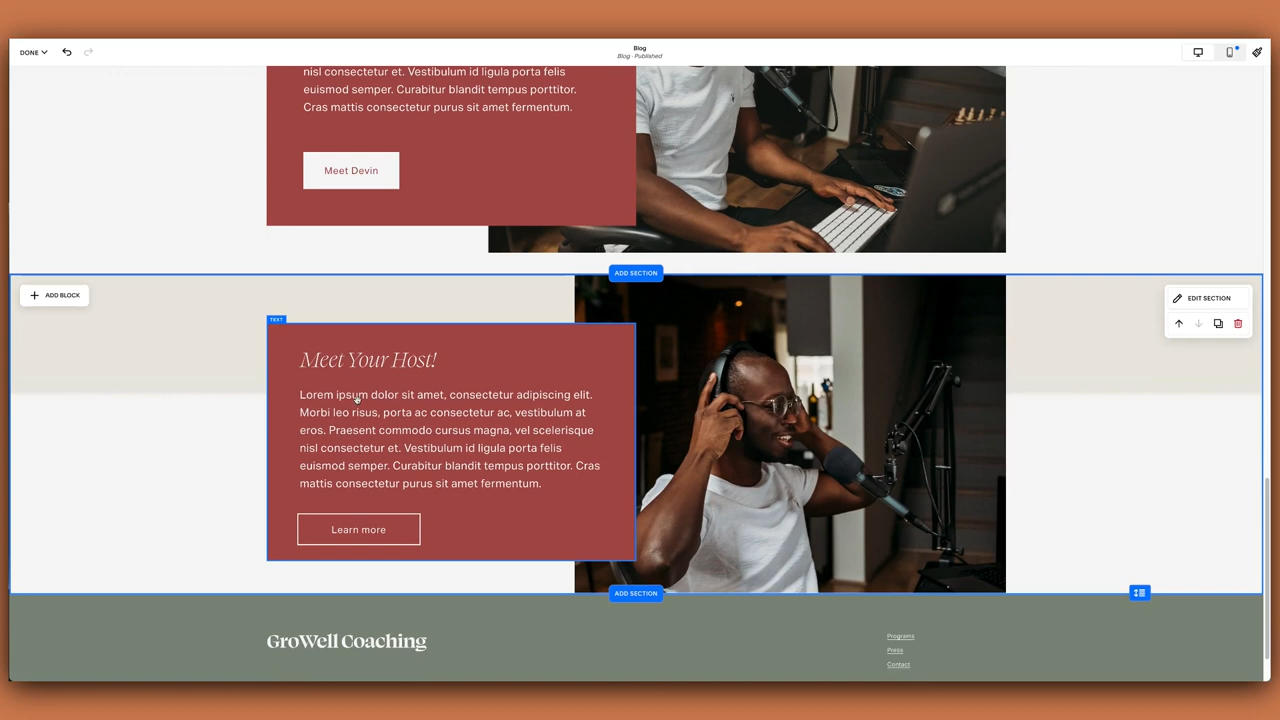 DONE
Blog
Blog · Published
nisl consectetur et. Vestibulum id ligula porta felis
euismod semper. Curabitur blandit tempus porttitor.
Cras mattis consectetur purus sit amet fermentum.
Meet Devin
ADD SECTION
ADD BLOCK
EDIT SECTION
TEXT
Meet Your Host!
Lorem ipsum dolor sit amet, consectetur adipiscing elit.
Morbi leo risus, porta ac consectetur ac, vestibulum at
eros. Praesent commodo cursus magna, vel scelerisque
nisl consectetur et. Vestibulum id ligula porta felis
euismod semper. Curabitur blandit tempus porttitor. Cras
mattis consectetur purus sit amet fermentum.
Learn more
ADD SECTION
GroWell Coaching
Programs
Press
Contact